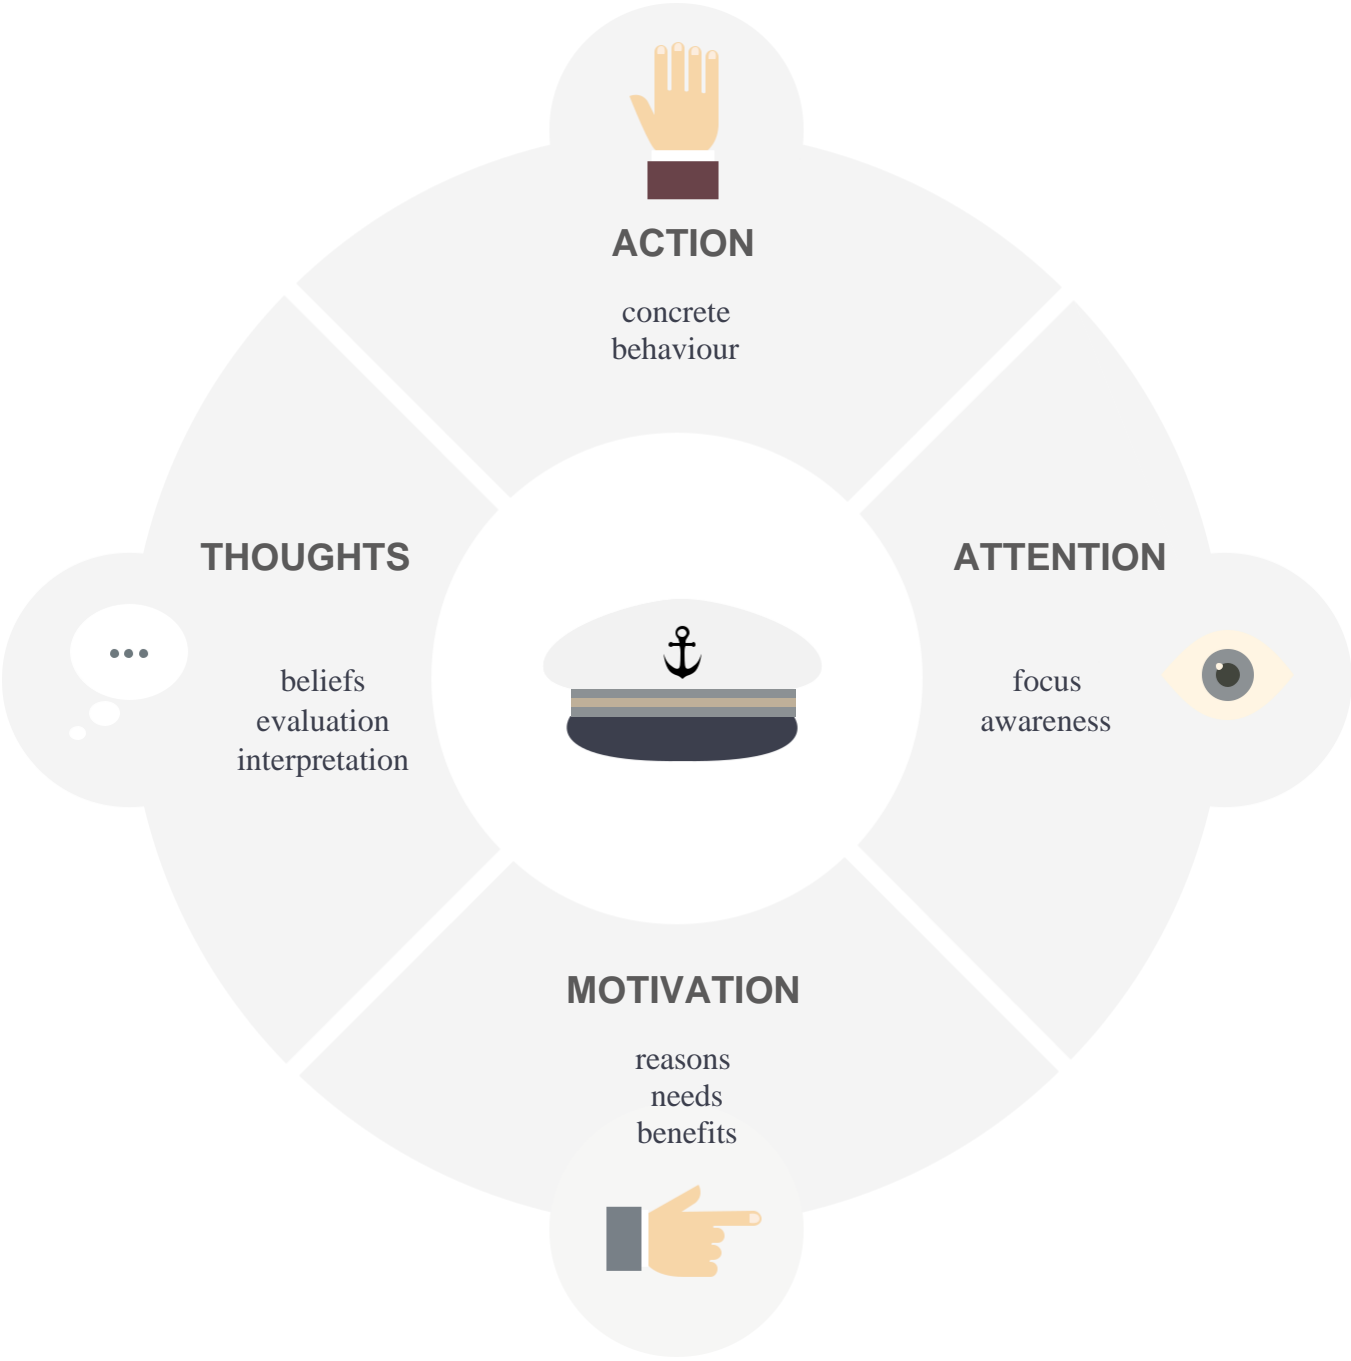 ACTION
concrete
behaviour
THOUGHTS
beliefs
evaluation
interpretation
ATTENTION
focus
awareness
MOTIVATION
reasons
needs
benefits